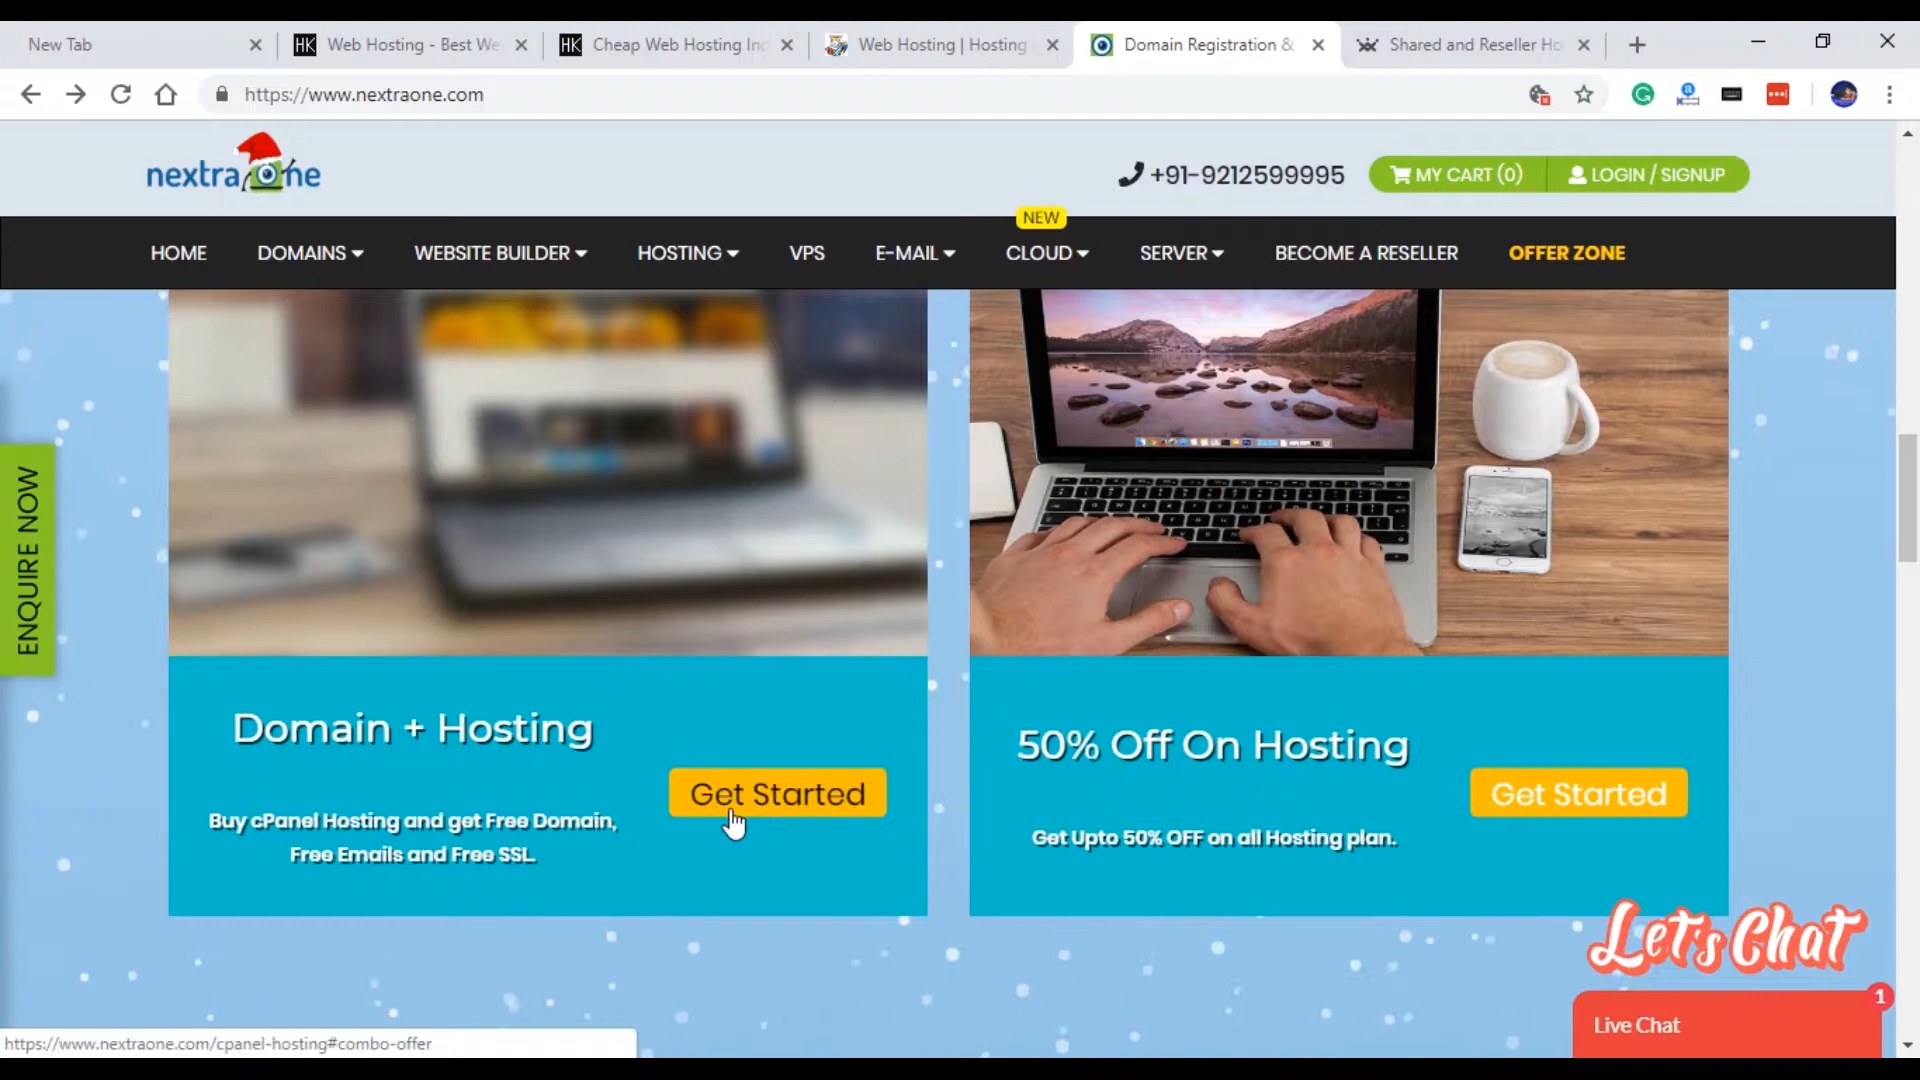 New Tab
HK Web Hosting - Best We
HK Cheap Web Hosting Inc
Web Hosting | Hosting
Domain Registration &
Shared and Reseller Ho
https://www.nextraone.com
nextraone
+91-9212599995
MY CART (0)
LOGIN / SIGNUP
NEW
HOME
DOMAINS
WEBSITE BUILDER
HOSTING
VPS
E-MAIL
CLOUD
SERVER
BECOME A RESELLER
OFFER ZONE
ENQUIRE NOW
Domain + Hosting
Get Started
Buy cPanel Hosting and get Free Domain,
Free Emails and Free SSL.
50% Off On Hosting
Get Started
Get Upto 50% OFF on all Hosting plan.
Let's Chat
1
Live Chat
https://www.nextraone.com/cpanel-hosting#combo-offer